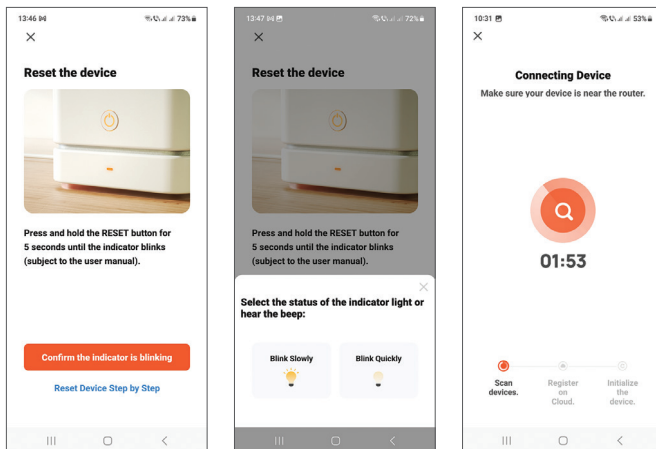 13:46
73%
Reset the device
Press and hold the RESET button for
5 seconds until the indicator blinks
(subject to the user manual).
Confirm the indicator is blinking
Reset Device Step by Step
13:47
72%
Reset the device
Press and hold the RESET button for
5 seconds until the indicator blinks
(subject to the user manual).
Select the status of the indicator light or
hear the beep:
Blink Slowly
Blink Quickly
10:31
53%
Connecting Device
Make sure your device is near the router.
01:53
Scan
devices.
Register
on
Cloud.
Initialize
the
device.